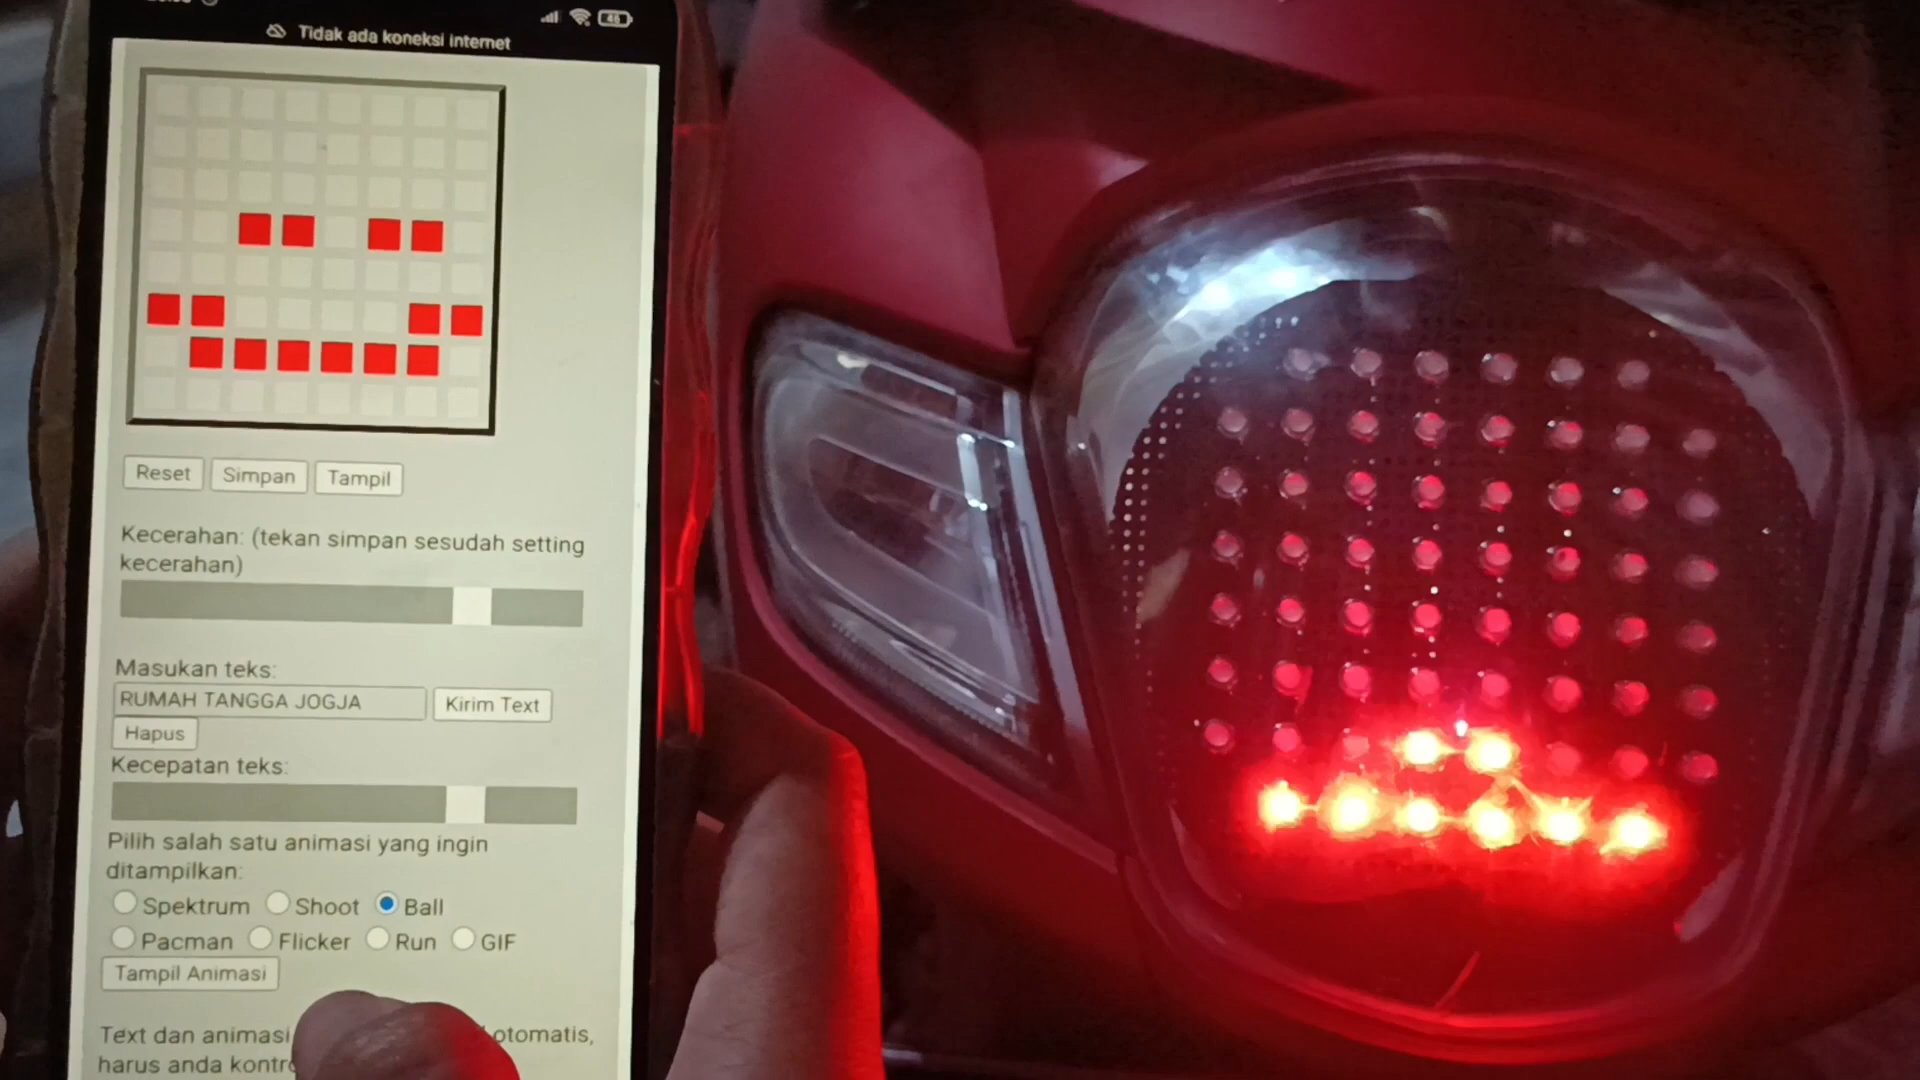 46
Tidak ada koneksi internet
Reset Simpan Tampil
Kecerahan: (tekan simpan sesudah setting
kecerahan)
Masukan teks:
RUMAH TANGGA JOGJA Kirim Text
Hapus
Kecepatan teks:
Pilih salah satu animasi yang ingin
ditampilkan:
Spektrum Shoot Ball
Pacman Flicker Run GIF
Tampil Animasi
Text dan animasi otomatis,
harus anda